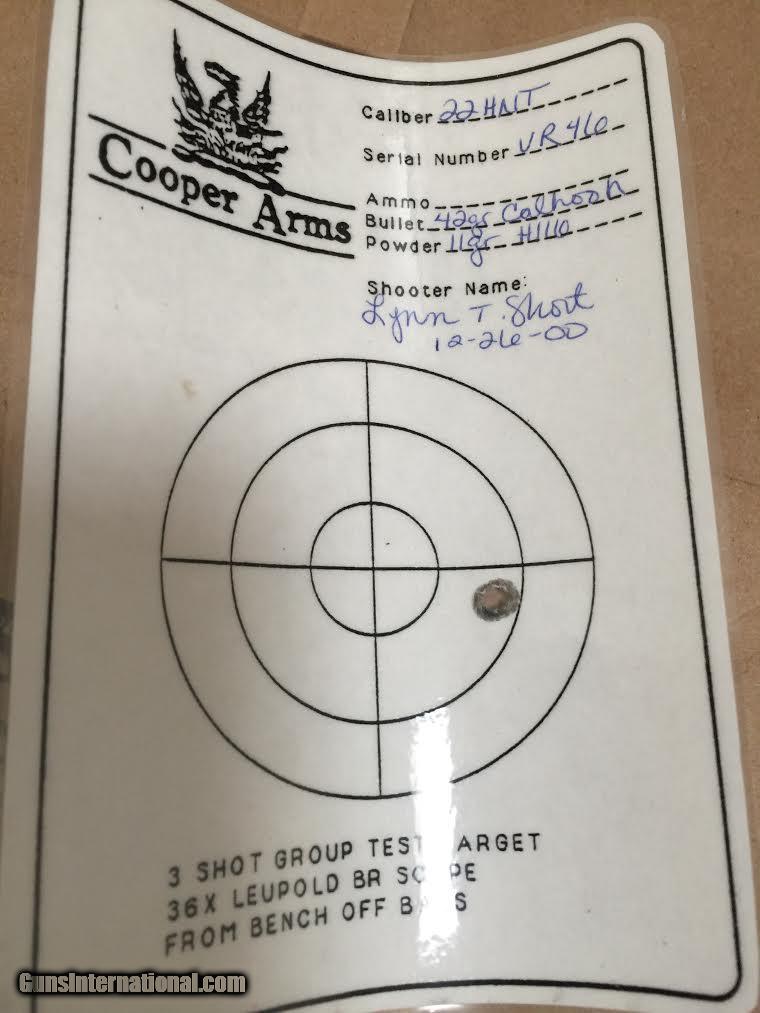 Cooper Arms
Caliber 22 HNT
Serial Number VR 416
Ammo
Bullet 42gr Calhoon
Powder 11gr H110
Shooter Name:
Lynn T. Short
12-26-00
3 SHOT GROUP TEST TARGET
36X LEUPOLD BR SCOPE
FROM BENCH OFF BAGS
GunsInternational.com